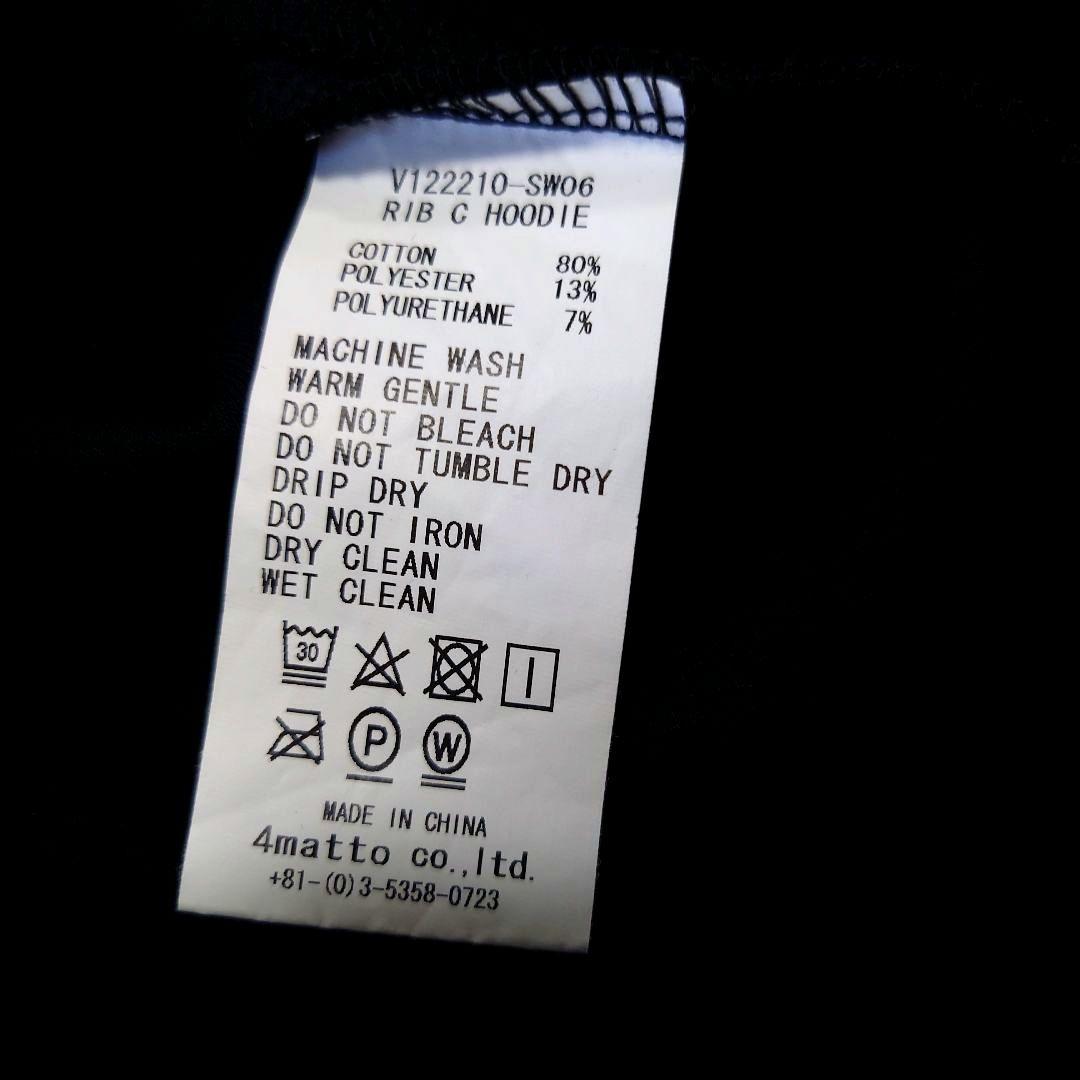 V122210-SW06
RIB C HOODIE
COTTON 80%
POLYESTER 13%
POLYURETHANE 7%
MACHINE WASH
WARM GENTLE
DO NOT BLEACH
DO NOT TUMBLE DRY
DRIP DRY
DO NOT IRON
DRY CLEAN
WET CLEAN
30
P W
MADE IN CHINA
4matto co.,ltd.
+81-(0)3-5358-0723